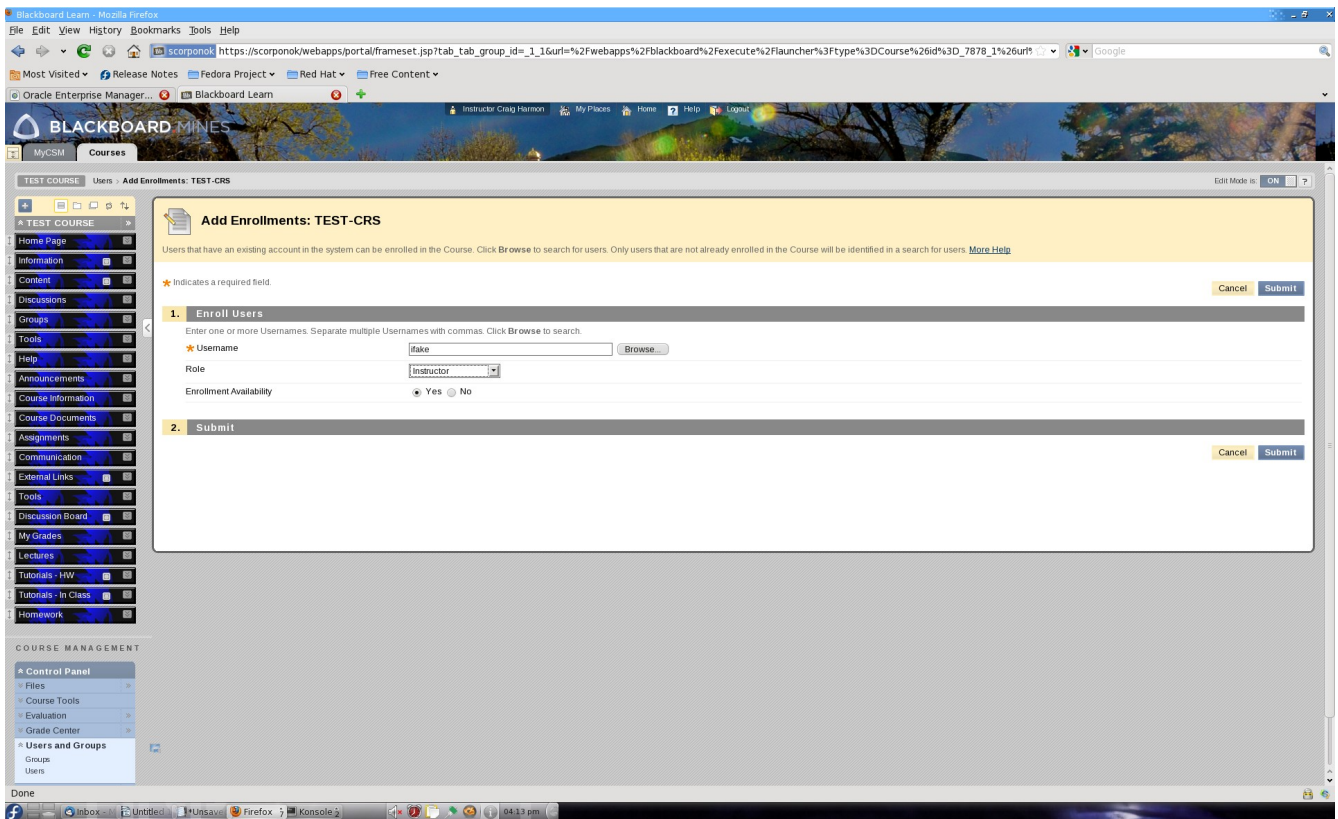 Blackboard Learn - Mozilla Firefox
File Edit View History Bookmarks Tools Help
scorponok https://scorponok/webapps/portal/frameset.jsp?tab_tab_group_id=_1_1&url=%2Fwebapps%2Fblackboard%2Fexecute%2Flauncher%3Ftype%3DCourse%26id%3D_7878_1%26url% Google
Most Visited Release Notes Fedora Project Red Hat Free Content
Oracle Enterprise Manager... Blackboard Learn
Instructor Craig Harmon My Places Home ? Help Logout
BLACKBOARD MINES
MyCSM Courses
TEST COURSE Users > Add Enrollments: TEST-CRS Edit Mode is: ON ?
TEST COURSE
Home Page
Information
Content
Discussions
Groups
Tools
Help
Announcements
Course Information
Course Documents
Assignments
Communication
External Links
Tools
Discussion Board
My Grades
Lectures
Tutorials - HW
Tutorials - In Class
Homework
COURSE MANAGEMENT
Control Panel
Files
Course Tools
Evaluation
Grade Center
Users and Groups
Groups
Users
Add Enrollments: TEST-CRS
Users that have an existing account in the system can be enrolled in the Course. Click Browse to search for users. Only users that are not already enrolled in the Course will be identified in a search for users. More Help
Indicates a required field.
Cancel Submit
1. Enroll Users
Enter one or more Usernames. Separate multiple Usernames with commas. Click Browse to search.
Username ifake Browse...
Role Instructor
Enrollment Availability Yes No
2. Submit
Cancel Submit
Done
Inbox - Untitled *Unsave Firefox Konsole 04:13 pm